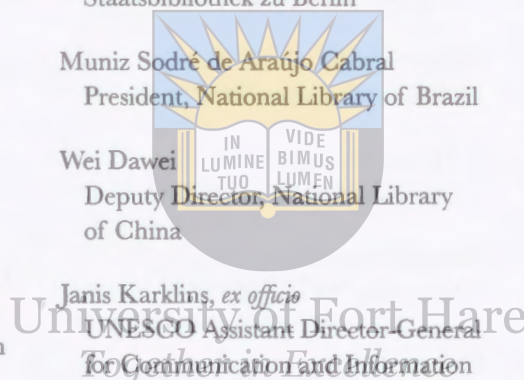 Staatsbibliothek zu Berlin
Muniz Sodré de Araújo Cabral
President, National Library of Brazil
Wei Dawei
Deputy Director, National Library
of China
Janis Karklins, ex officio
UNESCO Assistant Director-General
for Communication and Information
IN LUMINE TUO
VIDE BIMUS LUMEN
University of Fort Hare
Together in Excellence